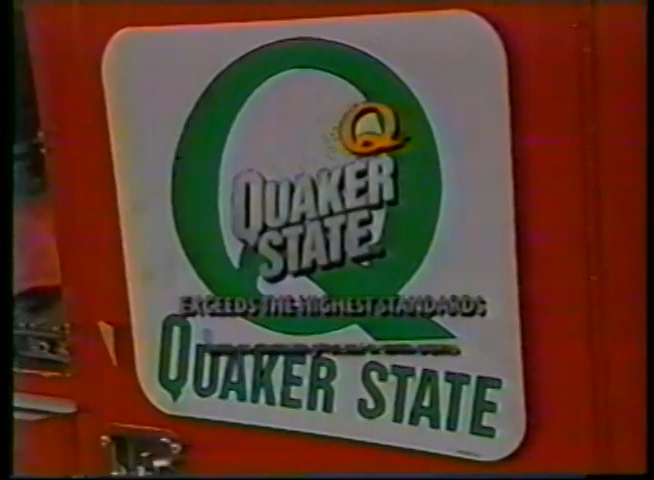 Q
QUAKER
STATE
EXCEEDS THE HIGHEST STANDARDS
Q
QUAKER STATE